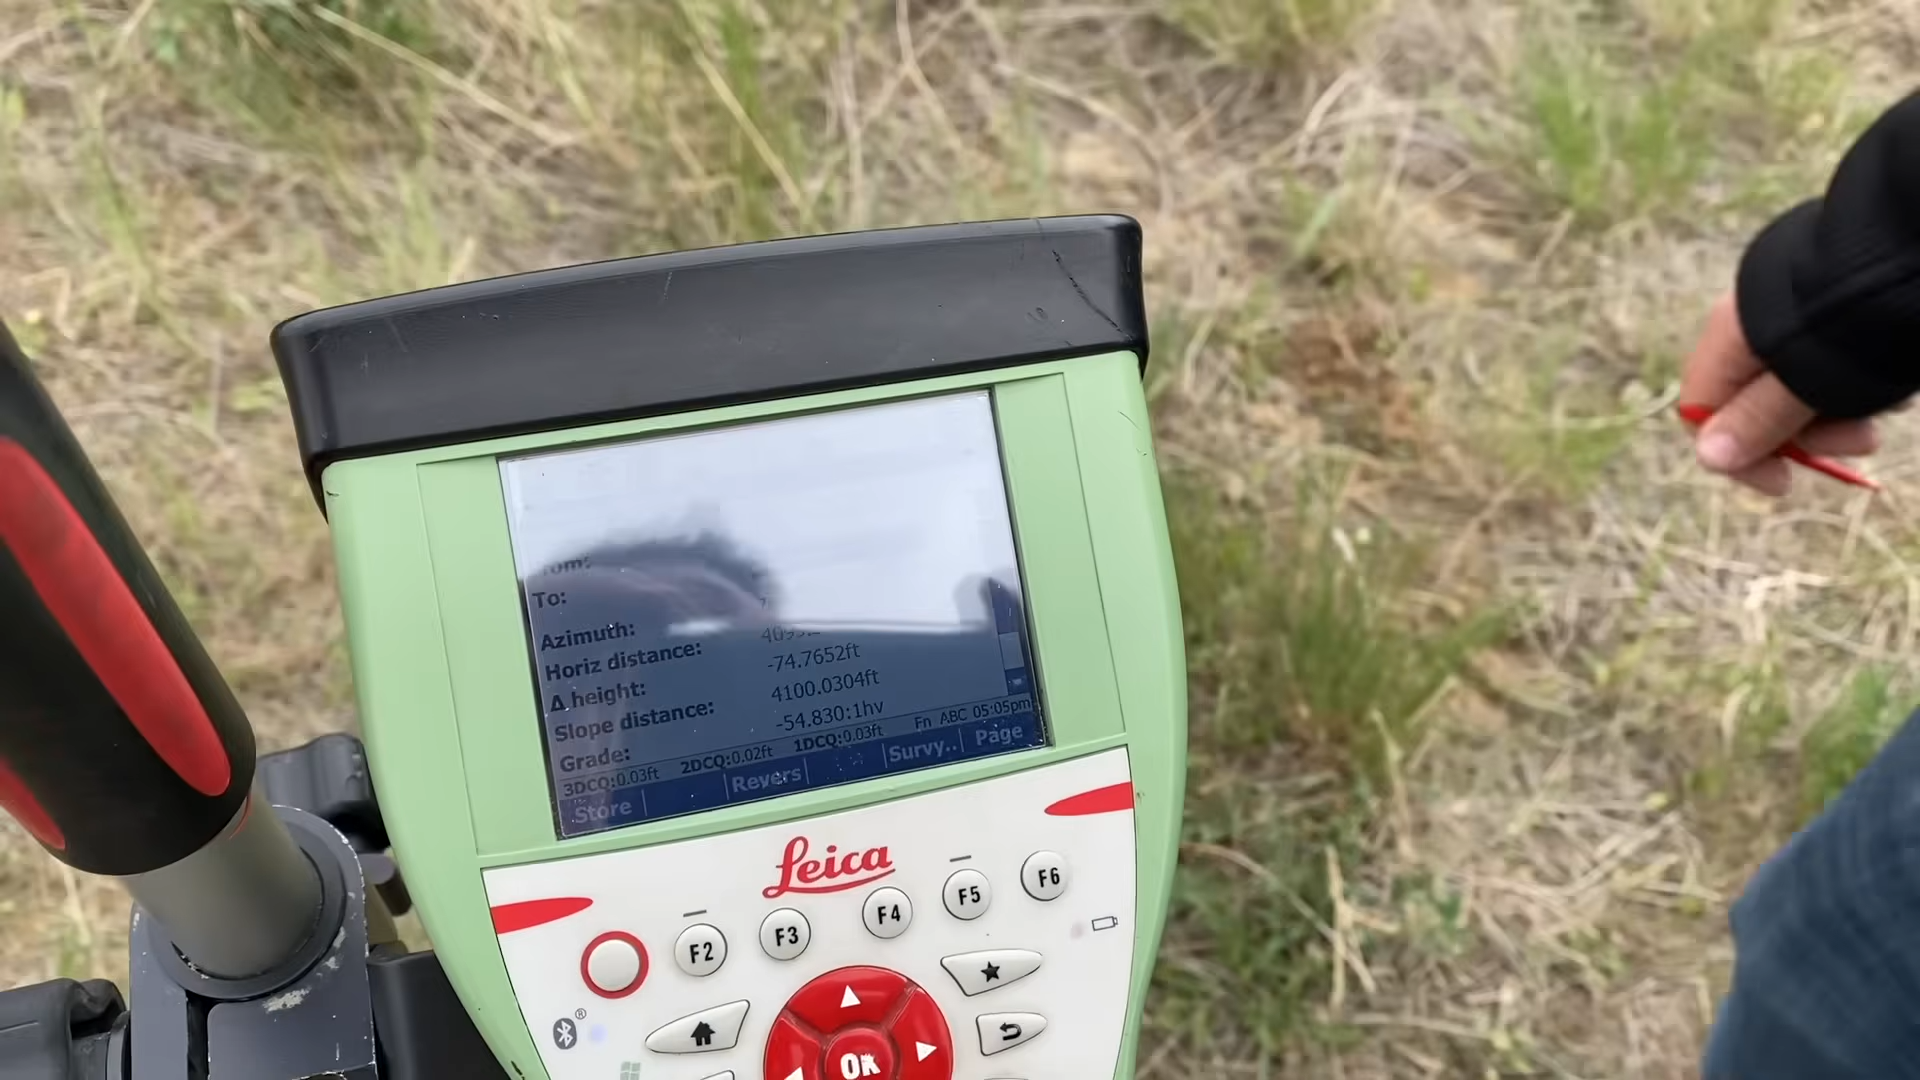 To:
Azimuth:
Horiz distance:
-74.7652ft
Δ height:
4100.0304ft
Slope distance:
-54.830:1hv
Grade:
3DCQ:0.03ft 2DCQ:0.02ft 1DCQ:0.03ft Fn ABC 05:05pm
Store Revers Survy.. Page
Leica
F2 F3 F4 F5 F6
®
OK